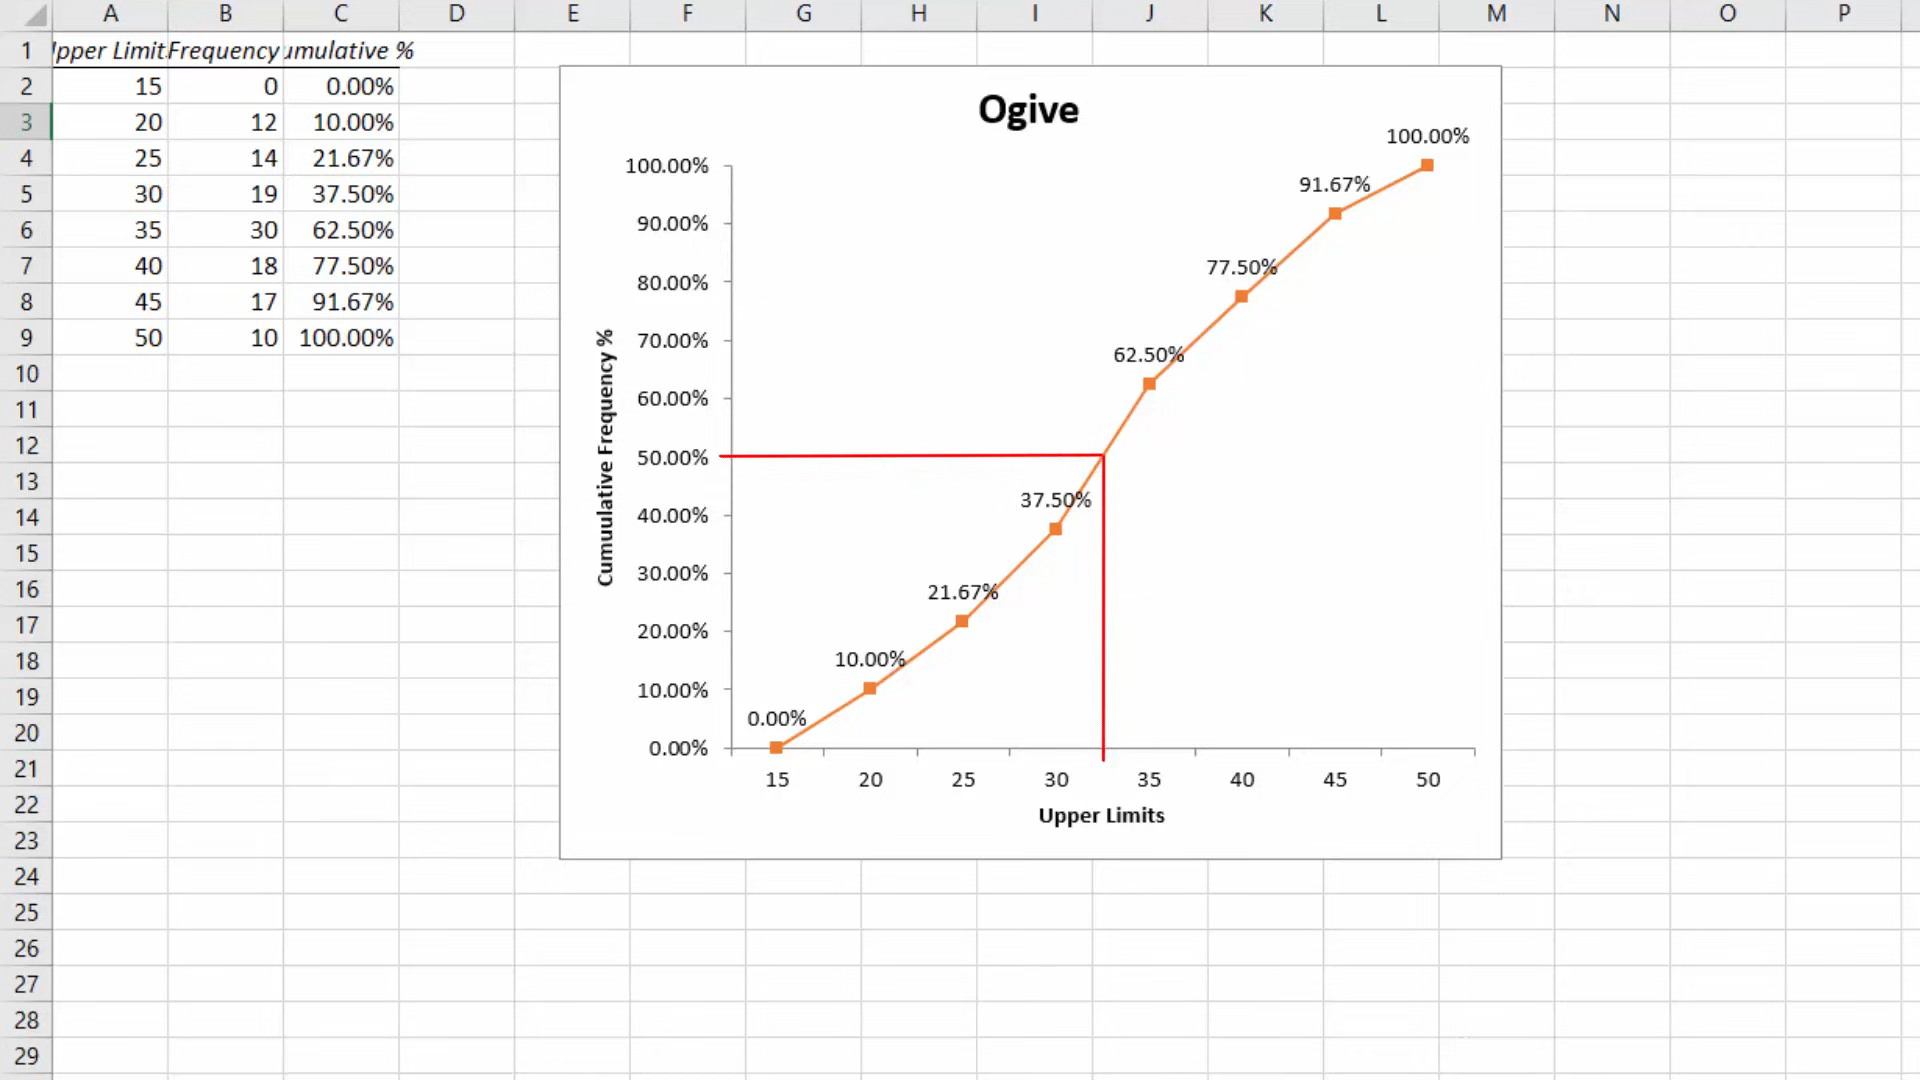 A B C D E F G H I J K L M N O P
1 pper Limit Frequency umulative %
2 15 0 0.00%
3 20 12 10.00%
4 25 14 21.67%
5 30 19 37.50%
6 35 30 62.50%
7 40 18 77.50%
8 45 17 91.67%
9 50 10 100.00%
10
11
12
13
14
15
16
17
18
19
20
21
22
23
24
25
26
27
28
29
Ogive
100.00%
90.00%
80.00%
70.00%
60.00%
50.00%
40.00%
30.00%
20.00%
10.00%
0.00%
Cumuulative Frequency %
0.00%
10.00%
21.67%
37.50%
62.50%
77.50%
91.67%
100.00%
15 20 25 30 35 40 45 50
Upper Limits